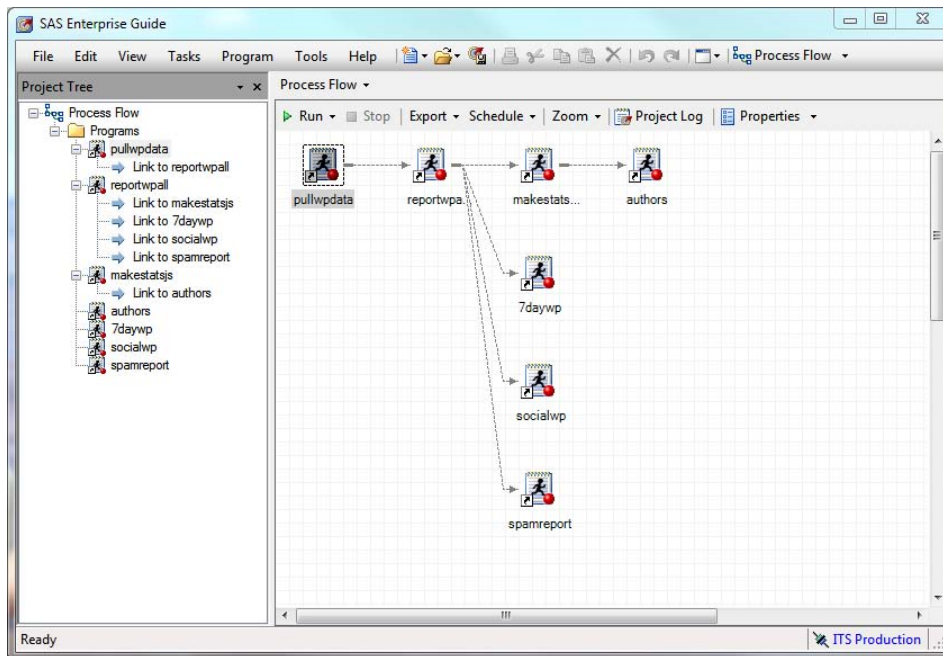 SAS Enterprise Guide
File Edit View Tasks Program Tools Help Process Flow
Project Tree
Process Flow
Programs
pullwpdata
Link to reportwpall
reportwpall
Link to makestatsjs
Link to 7daywp
Link to socialwp
Link to spamreport
makestatsjs
Link to authors
authors
7daywp
socialwp
spamreport
Process Flow
Run Stop Export Schedule Zoom Project Log Properties
pullwpdata reportwpa... makestats... authors
7daywp
socialwp
spamreport
Ready ITS Production